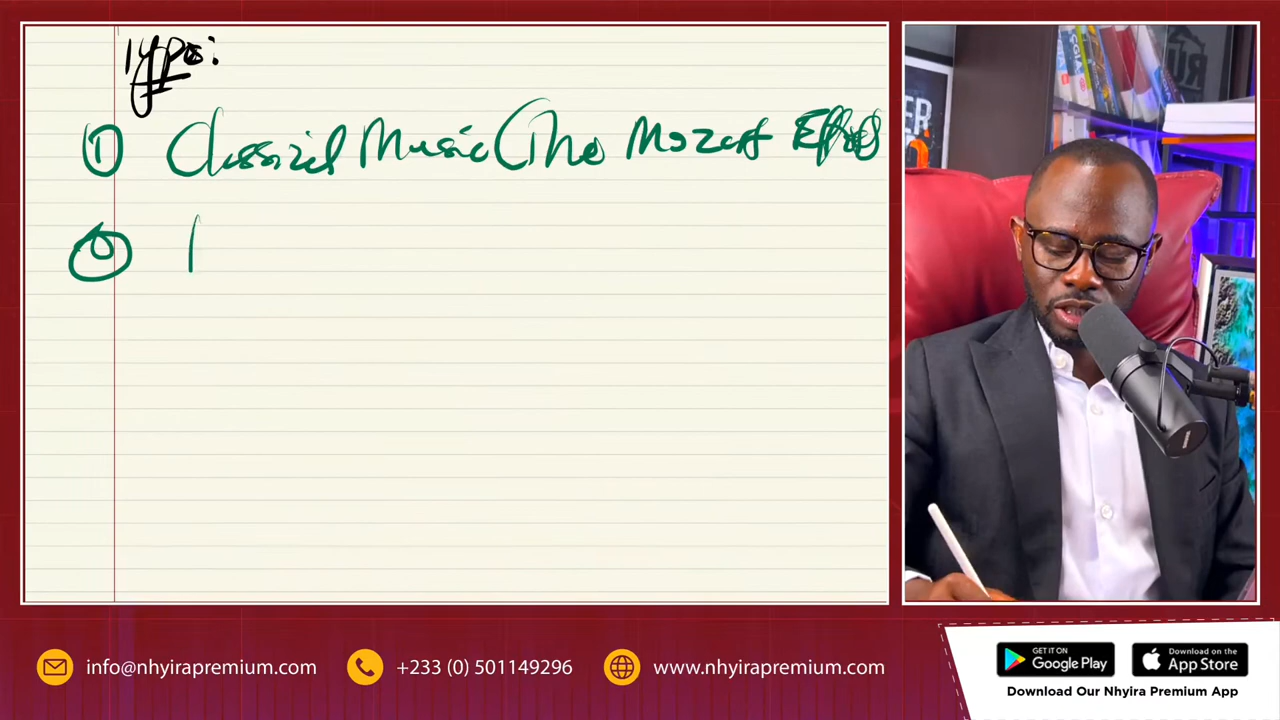 Types:
① Classical Music (The Mozart Effect
info@nhyirapremium.com
+233 (0) 501149296
www.nhyirapremium.com
GET IT ON
Google Play
Download on the
App Store
Download Our Nhyira Premium App